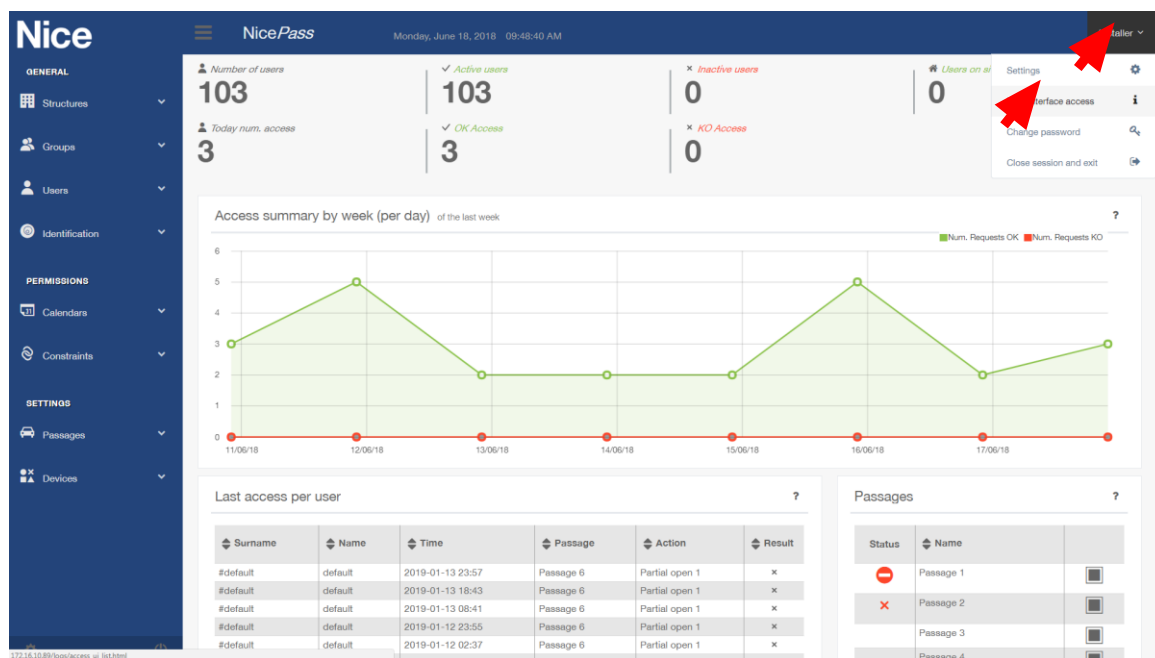 Nice
NicePass
Monday, June 18, 2018 09:48:40 AM
GENERAL
Structures
Groups
Users
Identification
PERMISSIONS
Calendars
Constraints
SETTINGS
Passages
Devices
172.16.10.89/logs/access_ui_list.html
Number of users
103
Active users
103
Inactive users
0
Users on
0
Today num. access
3
OK Access
3
KO Access
0
Settings
access
Change password
Close session and exit
Access summary by week (per day) of the last week ?
Num. Requests OK Num. Requests KO
6
5
4
3
2
1
0
11/06/18 12/06/18 13/06/18 14/06/18 15/06/18 16/06/18 17/06/18
Last access per user ?
Surname Name Time Passage Action Result
#default default 2019-01-13 23:57 Passage 6 Partial open 1 ×
#default default 2019-01-13 18:43 Passage 6 Partial open 1 ×
#default default 2019-01-13 08:41 Passage 6 Partial open 1 ×
#default default 2019-01-12 23:55 Passage 6 Partial open 1 ×
#default default 2019-01-12 02:37 Passage 6 Partial open 1 ×
Passages ?
Status Name
Passage 1
Passage 2
Passage 3
Passage 4